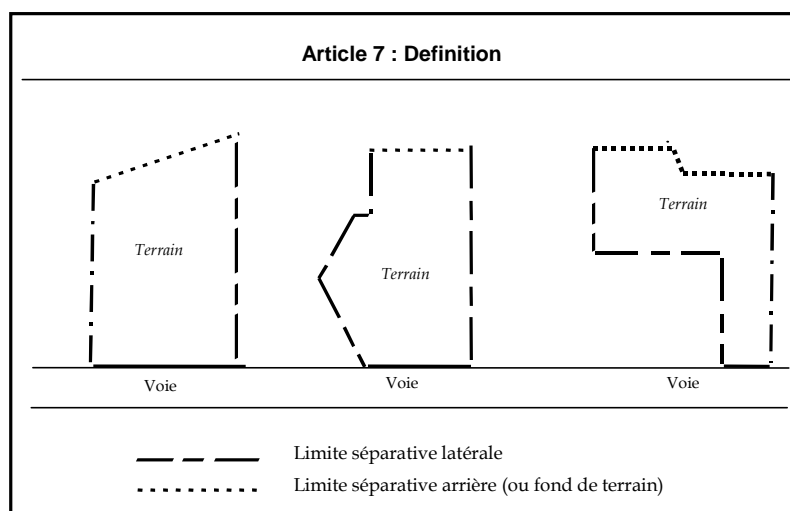 Article 7 : Definition
Terrain
Terrain
Terrain
Voie
Voie
Voie
Limite séparative latérale
Limite séparative arrière (ou fond de terrain)